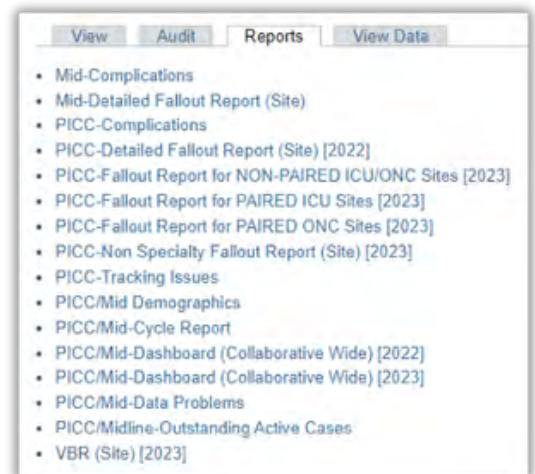 View Audit Reports View Data
Mid-Complications
Mid-Detailed Fallout Report (Site)
PICC-Complications
PICC-Detailed Fallout Report (Site) [2022]
PICC-Fallout Report for NON-PAIRED ICU/ONC Sites [2023]
PICC-Fallout Report for PAIRED ICU Sites [2023]
PICC-Fallout Report for PAIRED ONC Sites [2023]
PICC-Non Specialty Fallout Report (Site) [2023]
PICC-Tracking Issues
PICC/Mid Demographics
PICC/Mid-Cycle Report
PICC/Mid-Dashboard (Collaborative Wide) [2022]
PICC/Mid-Dashboard (Collaborative Wide) [2023]
PICC/Mid-Data Problems
PICC/Midline-Outstanding Active Cases
VBR (Site) [2023]